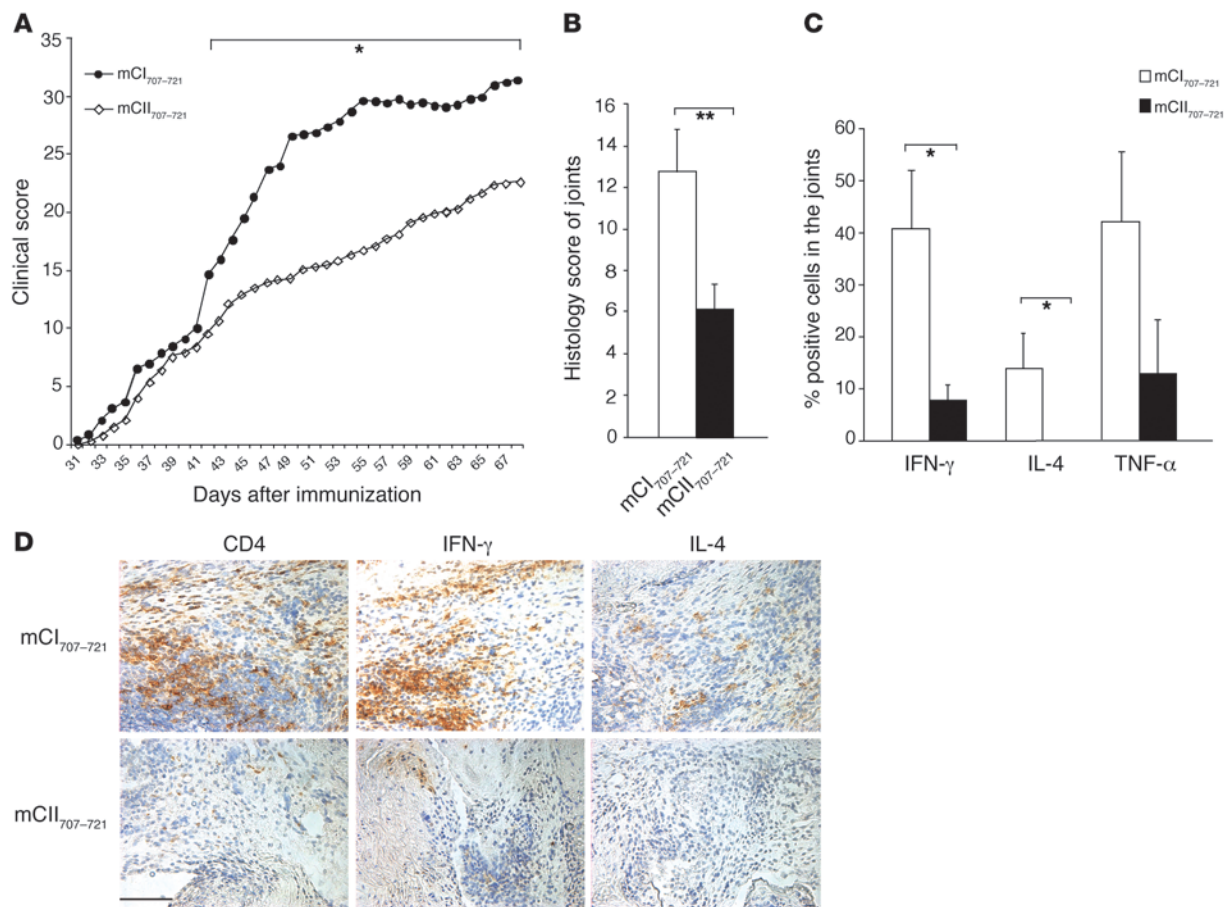 A
35
30
25
20
15
10
5
0
Clinical score
*
mCI707–721
mCII707–721
31 33 35 37 39 41 43 45 47 49 51 53 55 57 59 61 63 65 67
Days after immunization
B
16
14
12
10
8
6
4
2
0
Histology score of joints
**
mCI707–721
mCII707–721
C
mCI707–721
mCII707–721
60
50
40
30
20
10
0
% positive cells in the joints
*
*
IFN-γ IL-4 TNF-α
D
CD4 IFN-γ IL-4
mCI707–721
mCII707–721